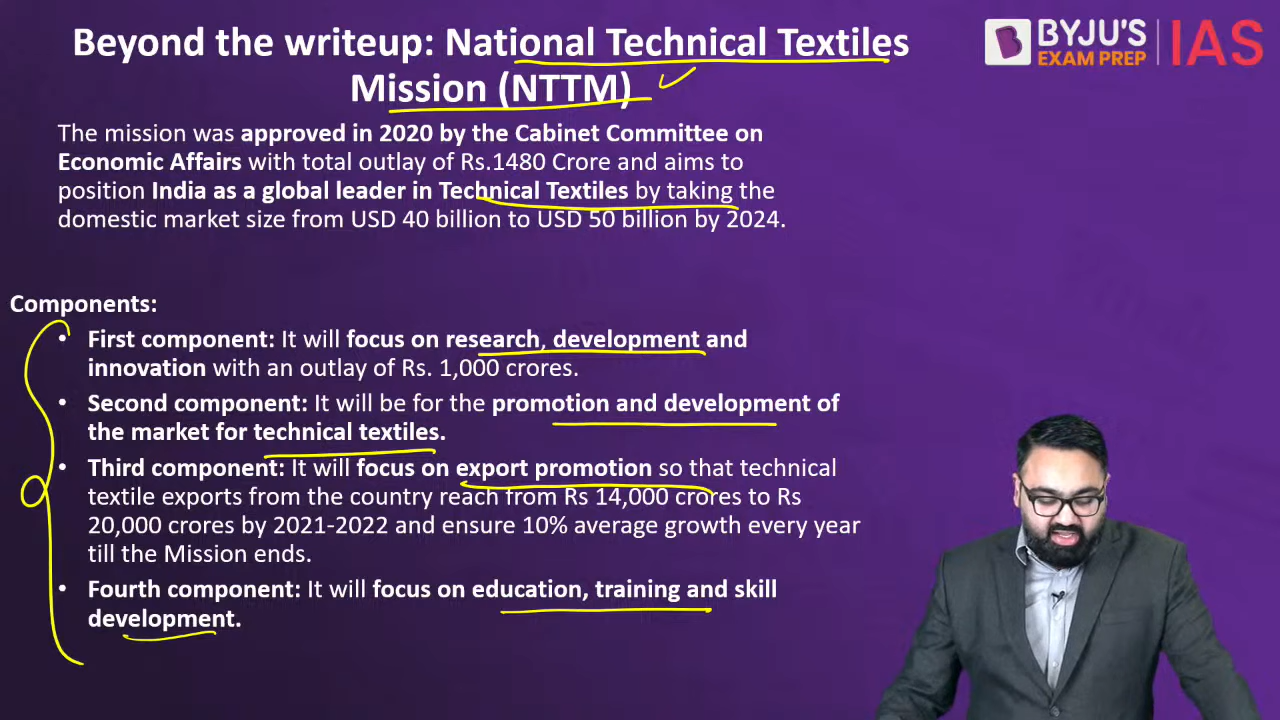 Beyond the writeup: National Technical Textiles
Mission (NTTM)
BYJU'S
EXAM PREP
IAS
The mission was approved in 2020 by the Cabinet Committee on
Economic Affairs with total outlay of Rs.1480 Crore and aims to
position India as a global leader in Technical Textiles by taking the
domestic market size from USD 40 billion to USD 50 billion by 2024.
Components:
• First component: It will focus on research, development and
innovation with an outlay of Rs. 1,000 crores.
• Second component: It will be for the promotion and development of
the market for technical textiles.
• Third component: It will focus on export promotion so that technical
textile exports from the country reach from Rs 14,000 crores to Rs
20,000 crores by 2021-2022 and ensure 10% average growth every year
till the Mission ends.
• Fourth component: It will focus on education, training and skill
development.